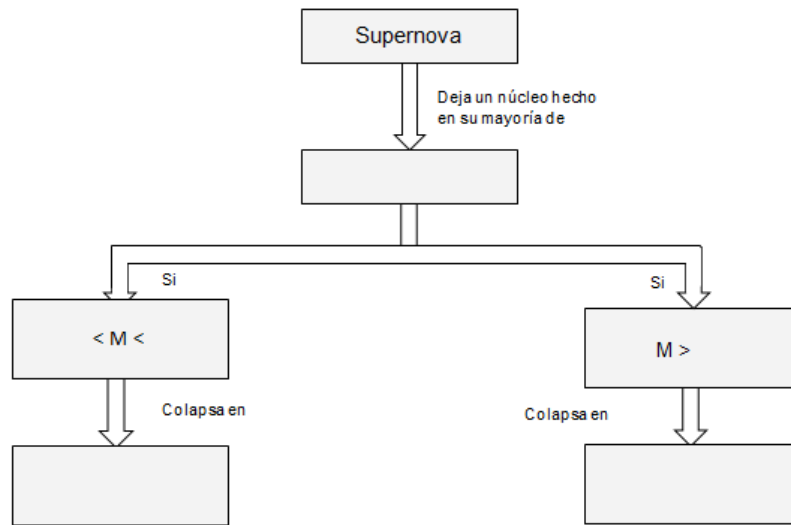 Supernova
Deja un núcleo hecho
en su mayoría de
Si
Si
< M <
M >
Colapsa en
Colapsa en